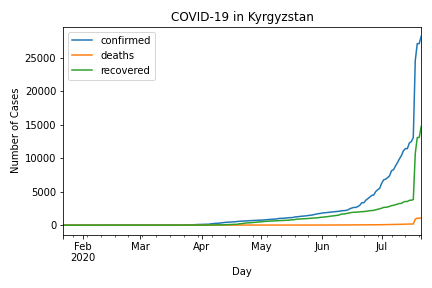 COVID-19 in Kyrgyzstan
confirmed
deaths
recovered
Number of Cases
25000
20000
15000
10000
5000
0
Feb Mar Apr May Jun Jul
2020
Day